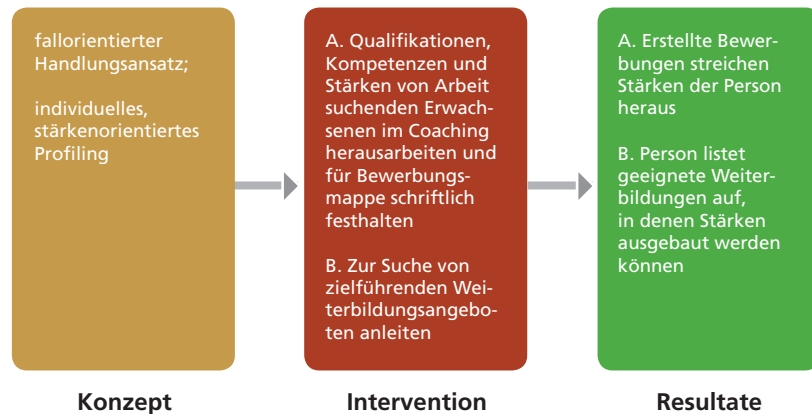 fallorientierter
Handlungsansatz;
individuelles,
stärkenorientiertes
Profiling
A. Qualifikationen,
Kompetenzen und
Stärken von Arbeit
suchenden Erwach-
senen im Coaching
herausarbeiten und
für Bewerbungs-
mappe schriftlich
festhalten
B. Zur Suche von
zielführenden Wei-
terbildungsangebo-
ten anleiten
A. Erstellte Bewer-
bungen streichen
Stärken der Person
heraus
B. Person listet
geeignete Weiter-
bildungen auf,
in denen Stärken
ausgebaut werden
können
Konzept
Intervention
Resultate